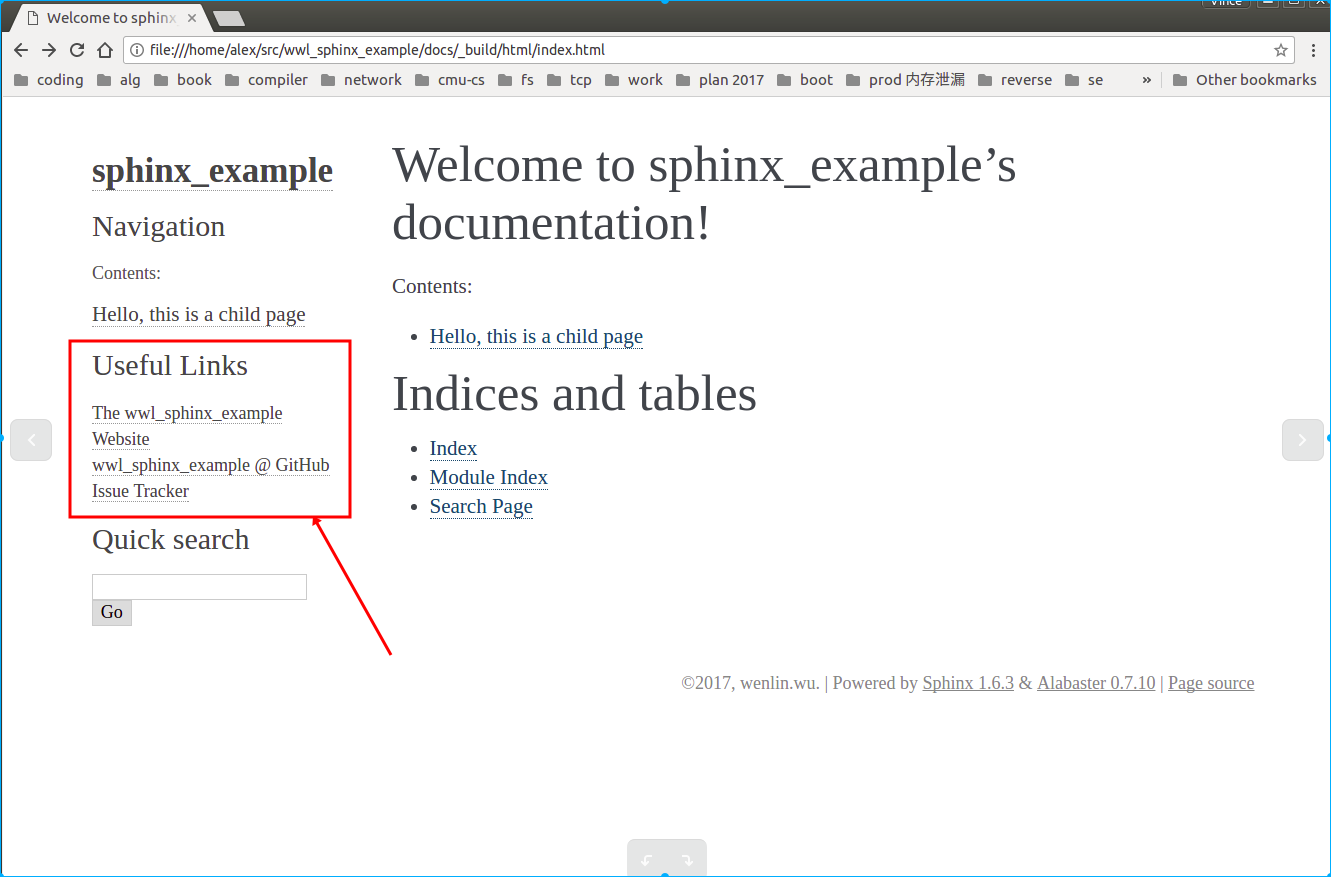 Vince
Welcome to sphinx
file:///home/alex/src/wwl_sphinx_example/docs/_build/html/index.html
coding alg book compiler network cmu-cs fs tcp work plan 2017 boot prod 内存泄漏 reverse se » Other bookmarks
sphinx_example
Navigation
Contents:
Hello, this is a child page
Useful Links
The wwl_sphinx_example
Website
wwl_sphinx_example @ GitHub
Issue Tracker
Quick search
Go
Welcome to sphinx_example’s
documentation!
Contents:
Hello, this is a child page
Indices and tables
Index
Module Index
Search Page
©2017, wenlin.wu. | Powered by Sphinx 1.6.3 & Alabaster 0.7.10 | Page source